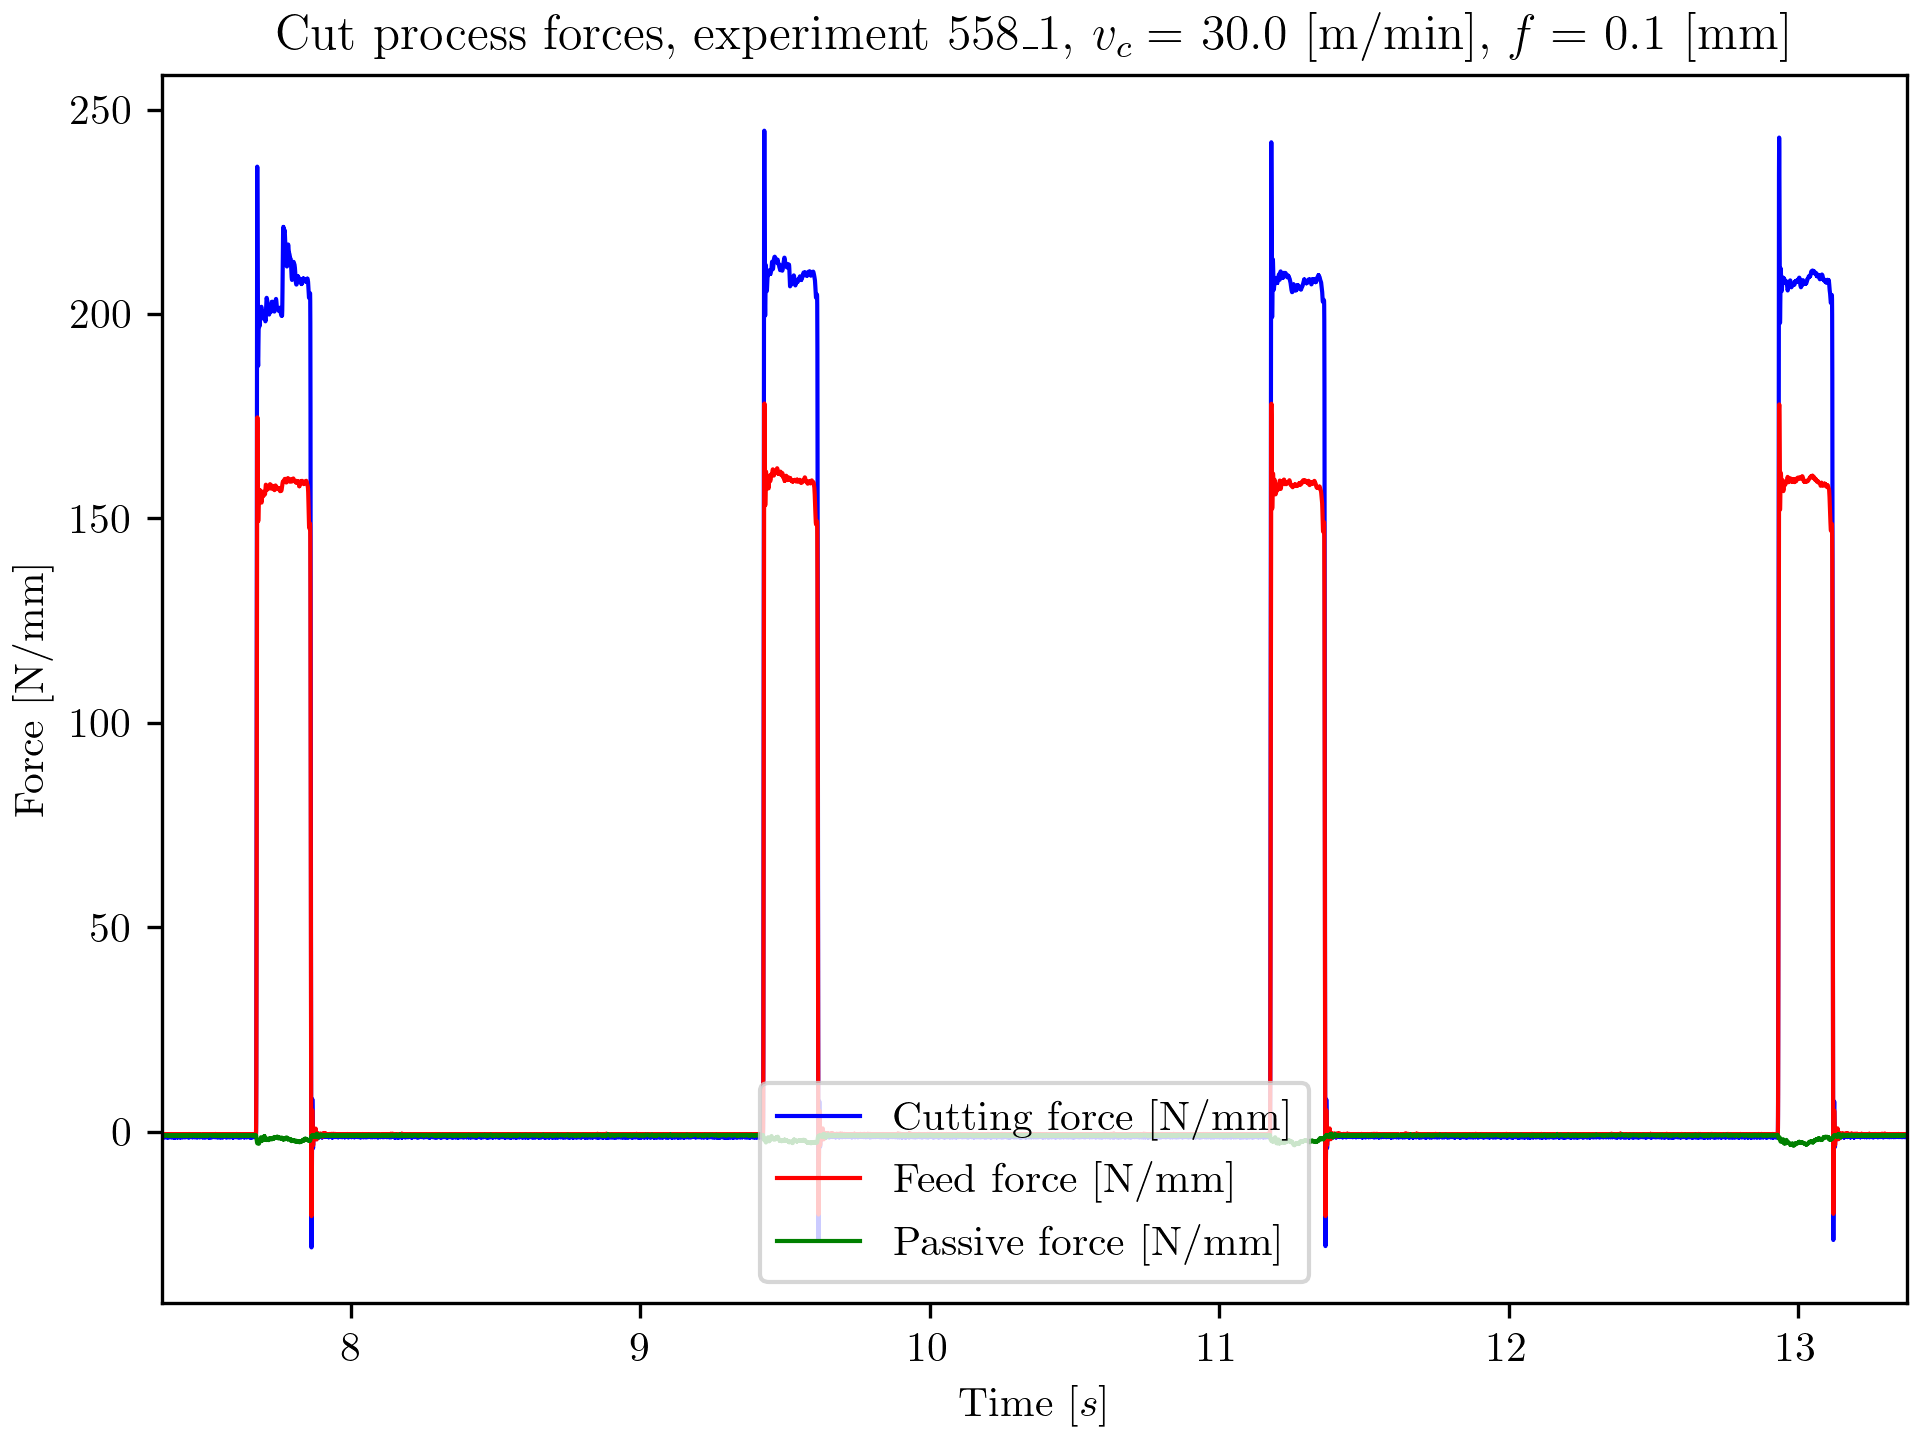 Cut process forces, experiment 558_1, v_c = 30.0 [m/min], f = 0.1 [mm]
250
200
150
100
50
0
Force [N/mm]
Cutting force [N/mm]
Feed force [N/mm]
Passive force [N/mm]
8 9 10 11 12 13
Time [s]